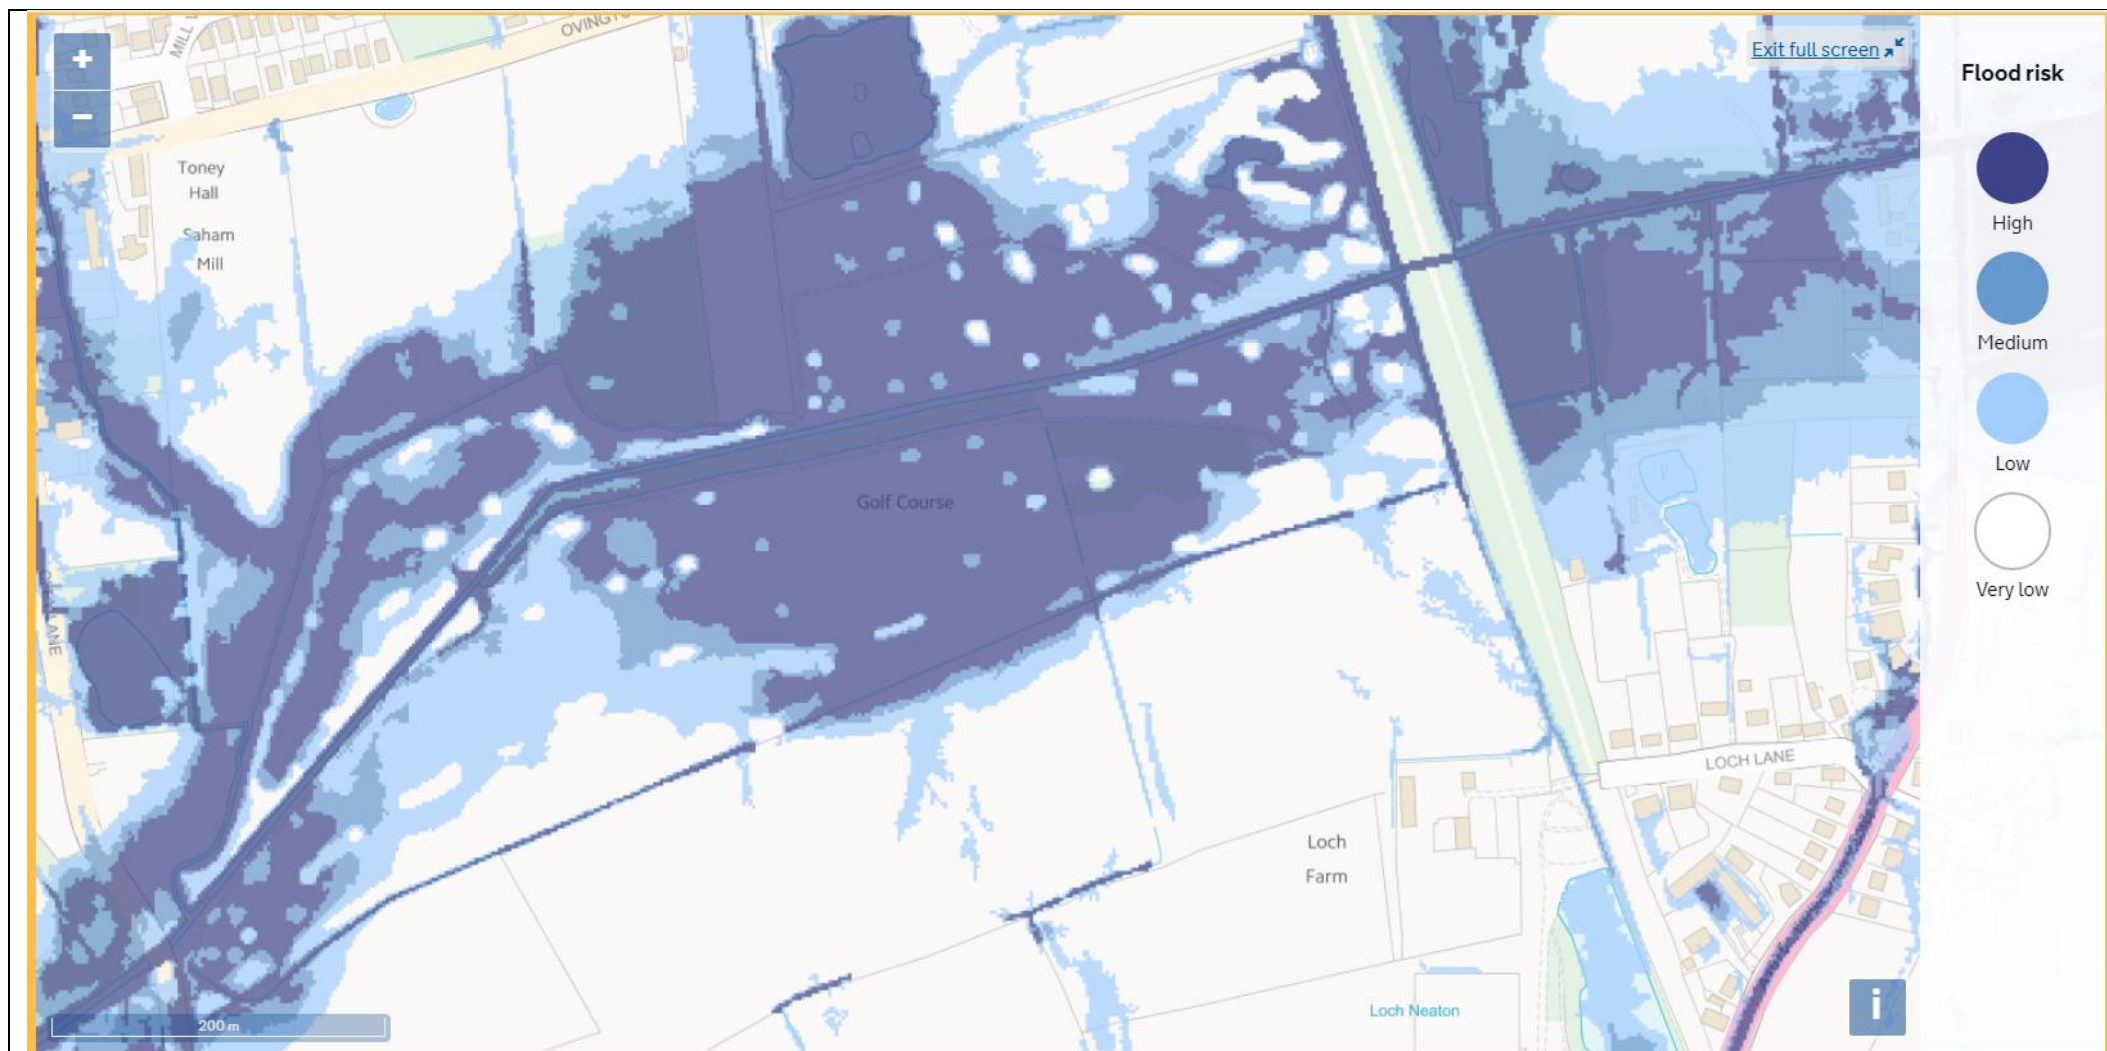 MILL
OVINGTO
+
−
Exit full screen
Flood risk
High
Medium
Low
Very low
Toney
Hall
Saham
Mill
Golf Course
LANE
LOCH LANE
Loch
Farm
Loch Neaton
200 m
i